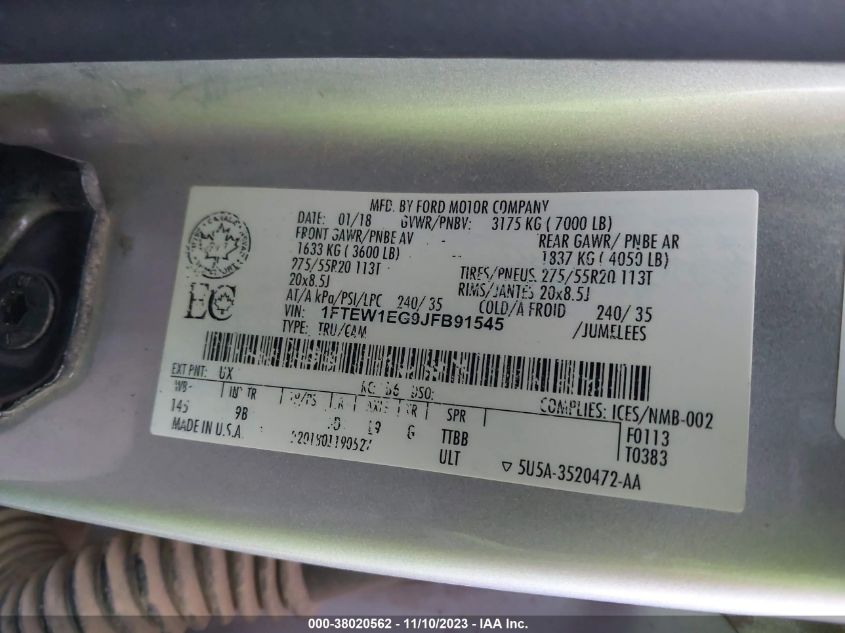 MFD. BY FORD MOTOR COMPANY
DATE: 01/18 GVWR/PNBV: 3175 KG ( 7000 LB)
FRONT GAWR/PNBE AV REAR GAWR/ PNBE AR
1633 KG ( 3600 LB) 1837 KG ( 4050 LB)
275/55R20 113T TIRES/PNEUS 275/55R20 113T
20x8.5J RIMS/JANTES 20x8.5J
AT/A kPa/PSI/LPC 240/ 35 COLD/A FROID 240/ 35
VIN: 1FTEW1EG9JFB91545 /JUMELEES
TYPE: TRU/CAM
EC
EXT PNT: UX DSO: COMPLIES: ICES/NMB-002
WB TR SPR F0113
145 9B G TTBB T0383
MADE IN U.S.A. ULT 5U5A-3520472-AA
000-38020562 - 11/10/2023 - IAA Inc.